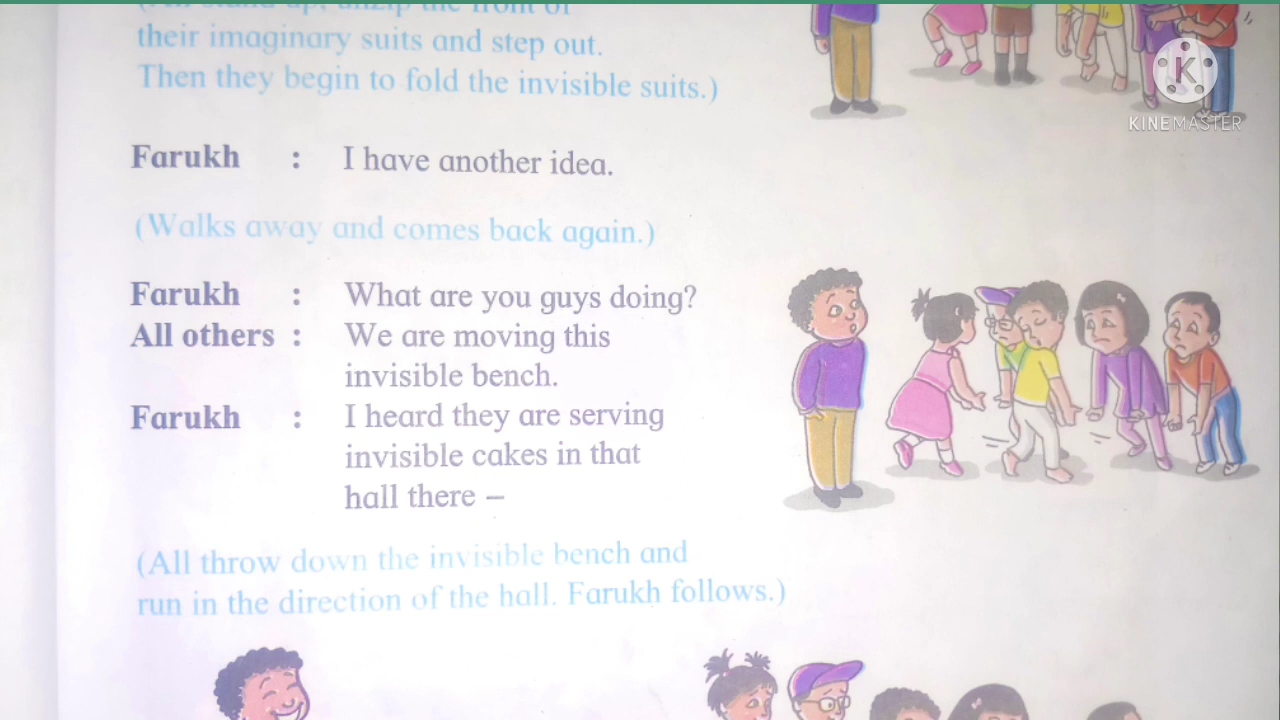 their imaginary suits and step out.
Then they begin to fold the invisible suits.)
Farukh : I have another idea.
(Walks away and comes back again.)
Farukh : What are you guys doing?
All others : We are moving this
invisible bench.
Farukh : I heard they are serving
invisible cakes in that
hall there –
(All throw down the invisible bench and
run in the direction of the hall. Farukh follows.)
K
KINEMASTER